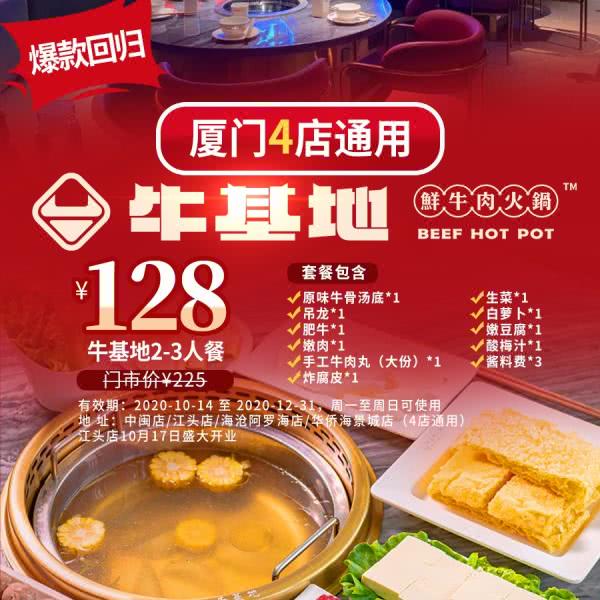 爆款回归
厦门4店通用
牛基地
鮮牛肉火鍋
TM
BEEF HOT POT
¥128
牛基地2-3人餐
门市价¥225
套餐包含
原味牛骨汤底*1
吊龙*1
肥牛*1
嫩肉*1
手工牛肉丸（大份）*1
炸腐皮*1
生菜*1
白萝卜*1
嫩豆腐*1
酸梅汁*1
酱料费*3
有效期：2020-10-14 至 2020-12-31，周一至周日可使用
地 址：中闽店/江头店/海沧阿罗海店/华侨海景城店（4店通用）
江头店10月17日盛大开业
牛基地